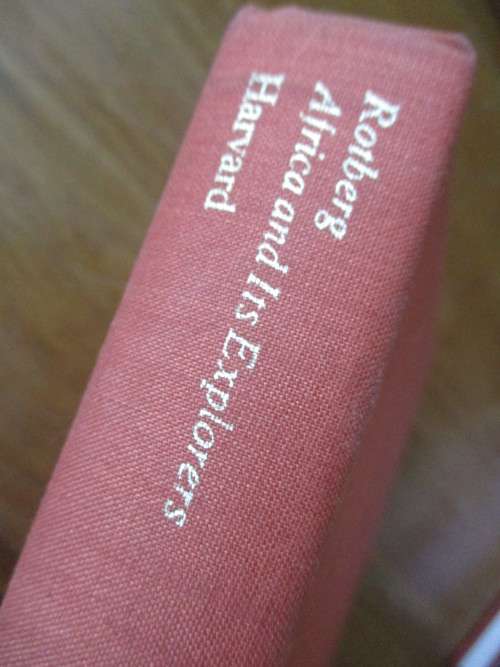 Rotberg
Africa and Its Explorers
Harvard